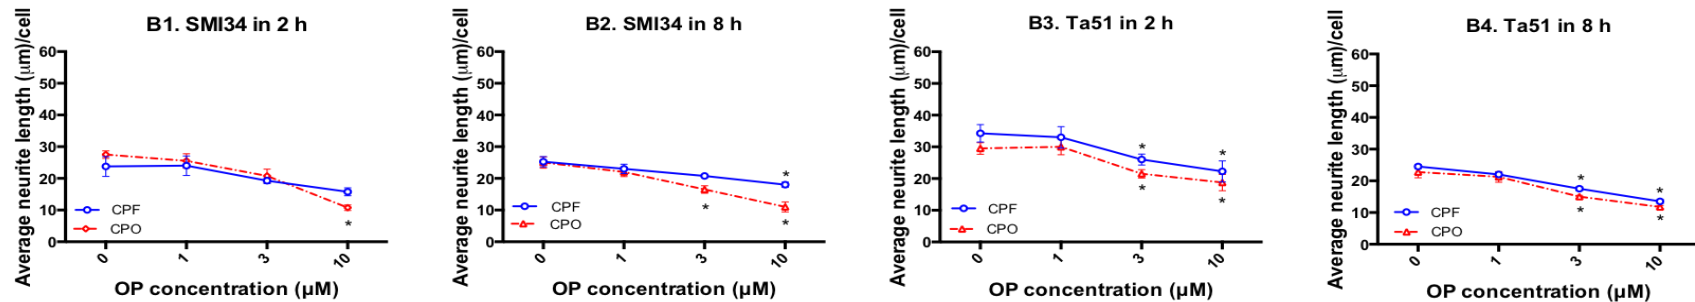 B1. SMI34 in 2 h
Average neurite length (μm)/cell
60
50
40
30
20
10
0
CPF
CPO
*
0
1
3
10
OP concentration (μM)
B2. SMI34 in 8 h
Average neurite length (μm)/cell
60
50
40
30
20
10
0
CPF
CPO
*
*
*
0
1
3
10
OP concentration (μM)
B3. Ta51 in 2 h
Average neurite length (μm)/cell
60
50
40
30
20
10
0
CPF
CPO
*
*
*
*
0
1
3
10
OP concentration (μM)
B4. Ta51 in 8 h
Average neurite length (μm)/cell
60
50
40
30
20
10
0
CPF
CPO
*
*
*
*
0
1
3
10
OP concentration (μM)